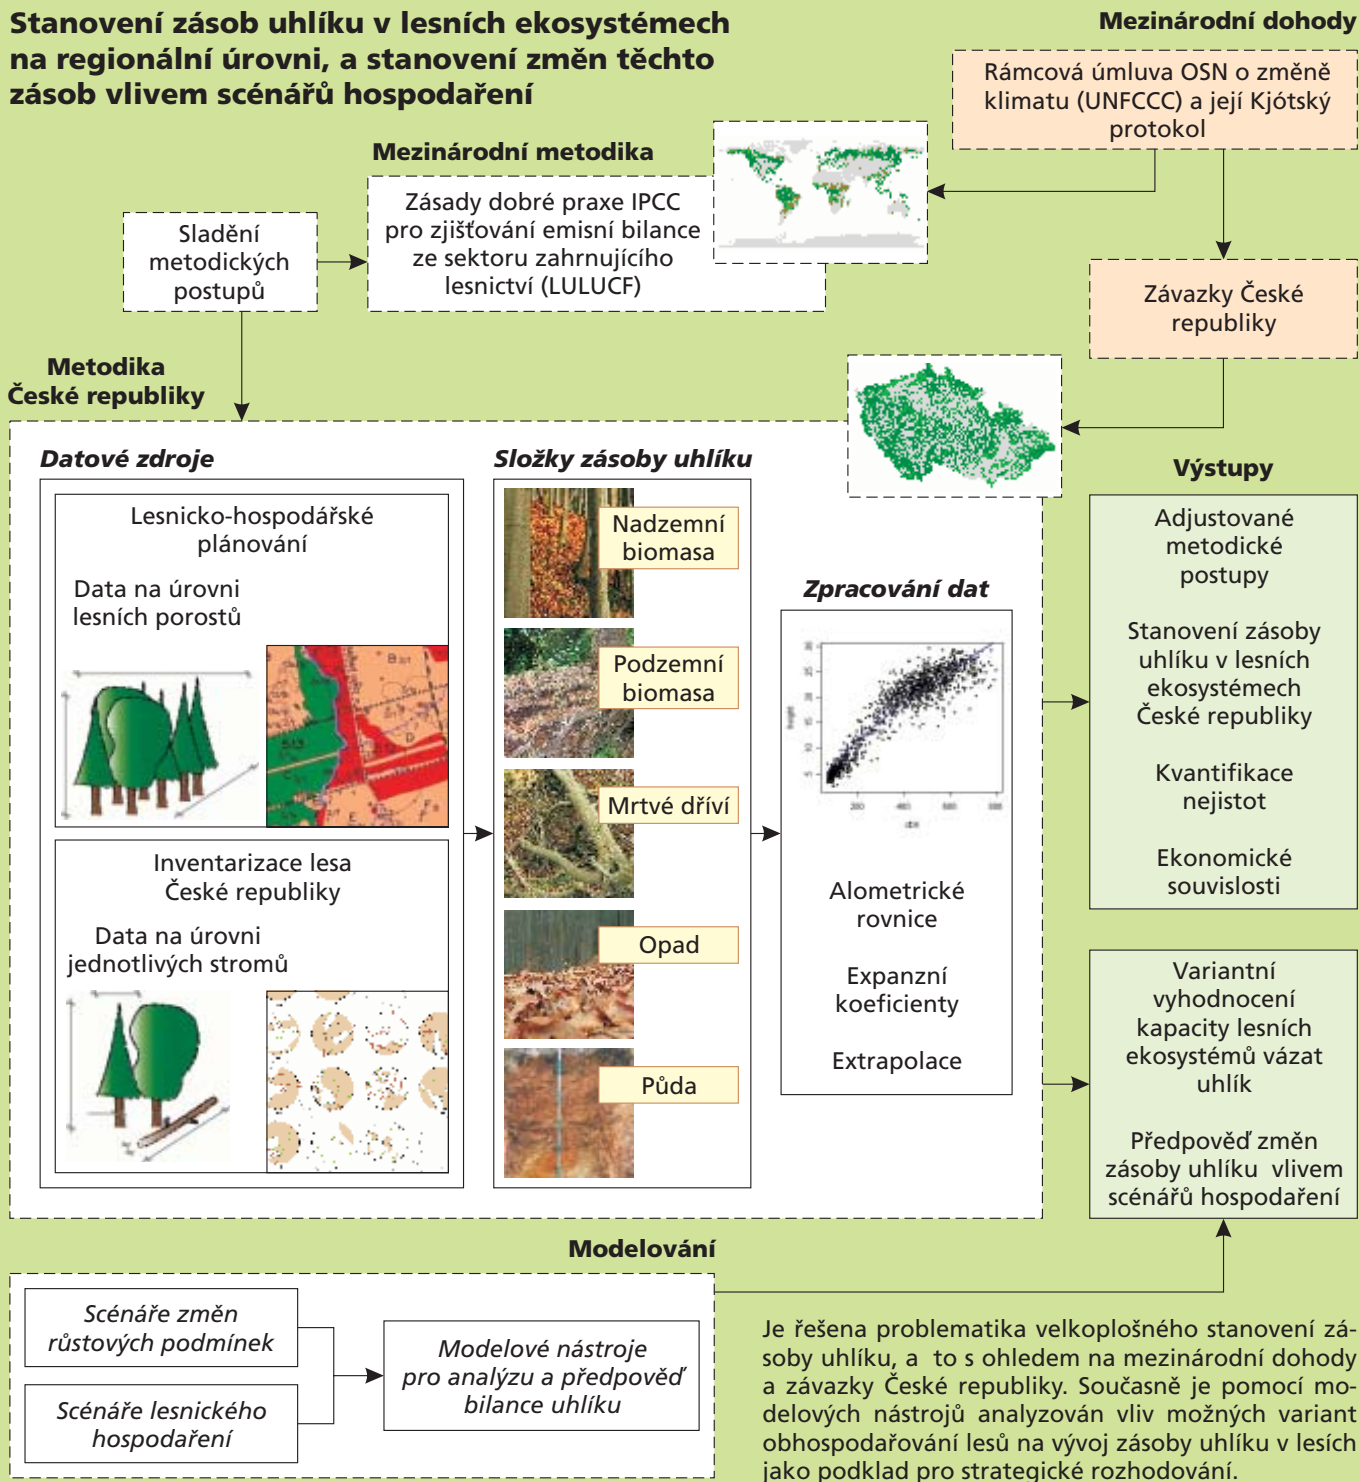 Stanovení zásob uhlíku v lesních ekosystémech
na regionální úrovni, a stanovení změn těchto
zásob vlivem scénářů hospodaření
Mezinárodní dohody
Rámcová úmluva OSN o změně
klimatu (UNFCCC) a její Kjótský
protokol
Mezinárodní metodika
Zásady dobré praxe IPCC
pro zjišťování emisní bilance
ze sektoru zahrnujícího
lesnictví (LULUCF)
Sladění
metodických
postupů
Závazky České
republiky
Metodika
České republiky
Datové zdroje
Lesnicko-hospodářské
plánování
Data na úrovni
lesních porostů
Inventarizace lesa
České republiky
Data na úrovni
jednotlivých stromů
Složky zásoby uhlíku
Nadzemní
biomasa
Podzemní
biomasa
Mrtvé dříví
Opad
Půda
Zpracování dat
200
400
600
800
Alometrické
rovnice
Expanzní
koeficienty
Extrapolace
Výstupy
Adjustované
metodické
postupy
Stanovení zásoby
uhlíku v lesních
ekosystémech
České republiky
Kvantifikace
nejistot
Ekonomické
souvislosti
Variantní
vyhodnocení
kapacity lesních
ekosystémů vázat
uhlík
Předpověď změn
zásoby uhlíku vlivem
scénářů hospodaření
Modelování
Scénáře změn
růstových podmínek
Scénáře lesnického
hospodaření
Modelové nástroje
pro analýzu a předpověď
bilance uhlíku
Je řešena problematika velkoplošného stanovení zá-
soby uhlíku, a to s ohledem na mezinárodní dohody
a závazky České republiky. Současně je pomocí mo-
delových nástrojů analyzován vliv možných variant
obhospodařování lesů na vývoj zásoby uhlíku v lesích
jako podklad pro strategické rozhodování.